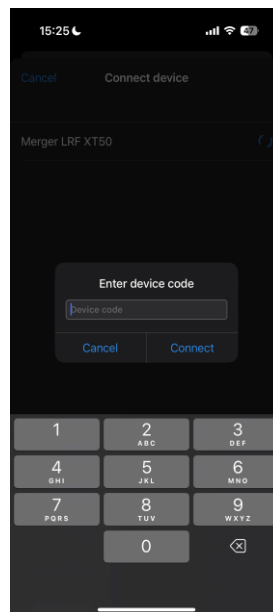 15:25
47
Cancel Connect device
Merger LRF XT50
Enter device code
Device code
Cancel Connect
1 2 3
ABC DEF
4 5 6
GHI JKL MNO
7 8 9
PQRS TUV WXYZ
0